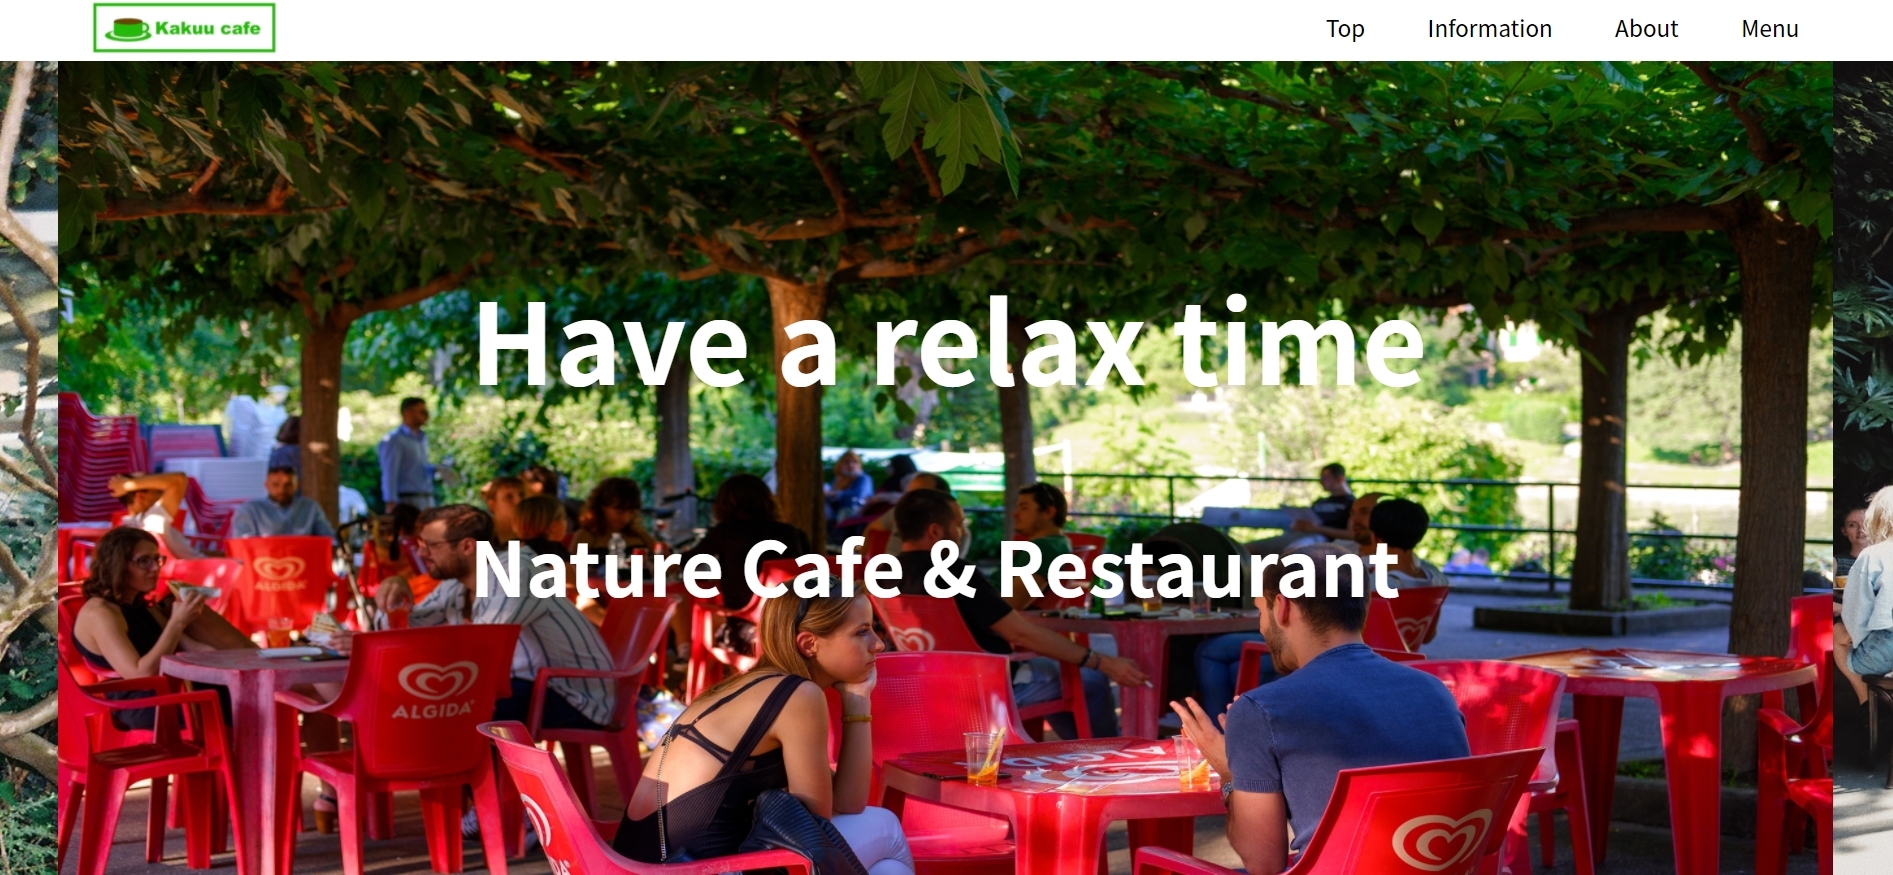 Kakuu cafe
Top Information About Menu
Have a relax time
Nature Cafe & Restaurant
ALGIDA
ALGIDA